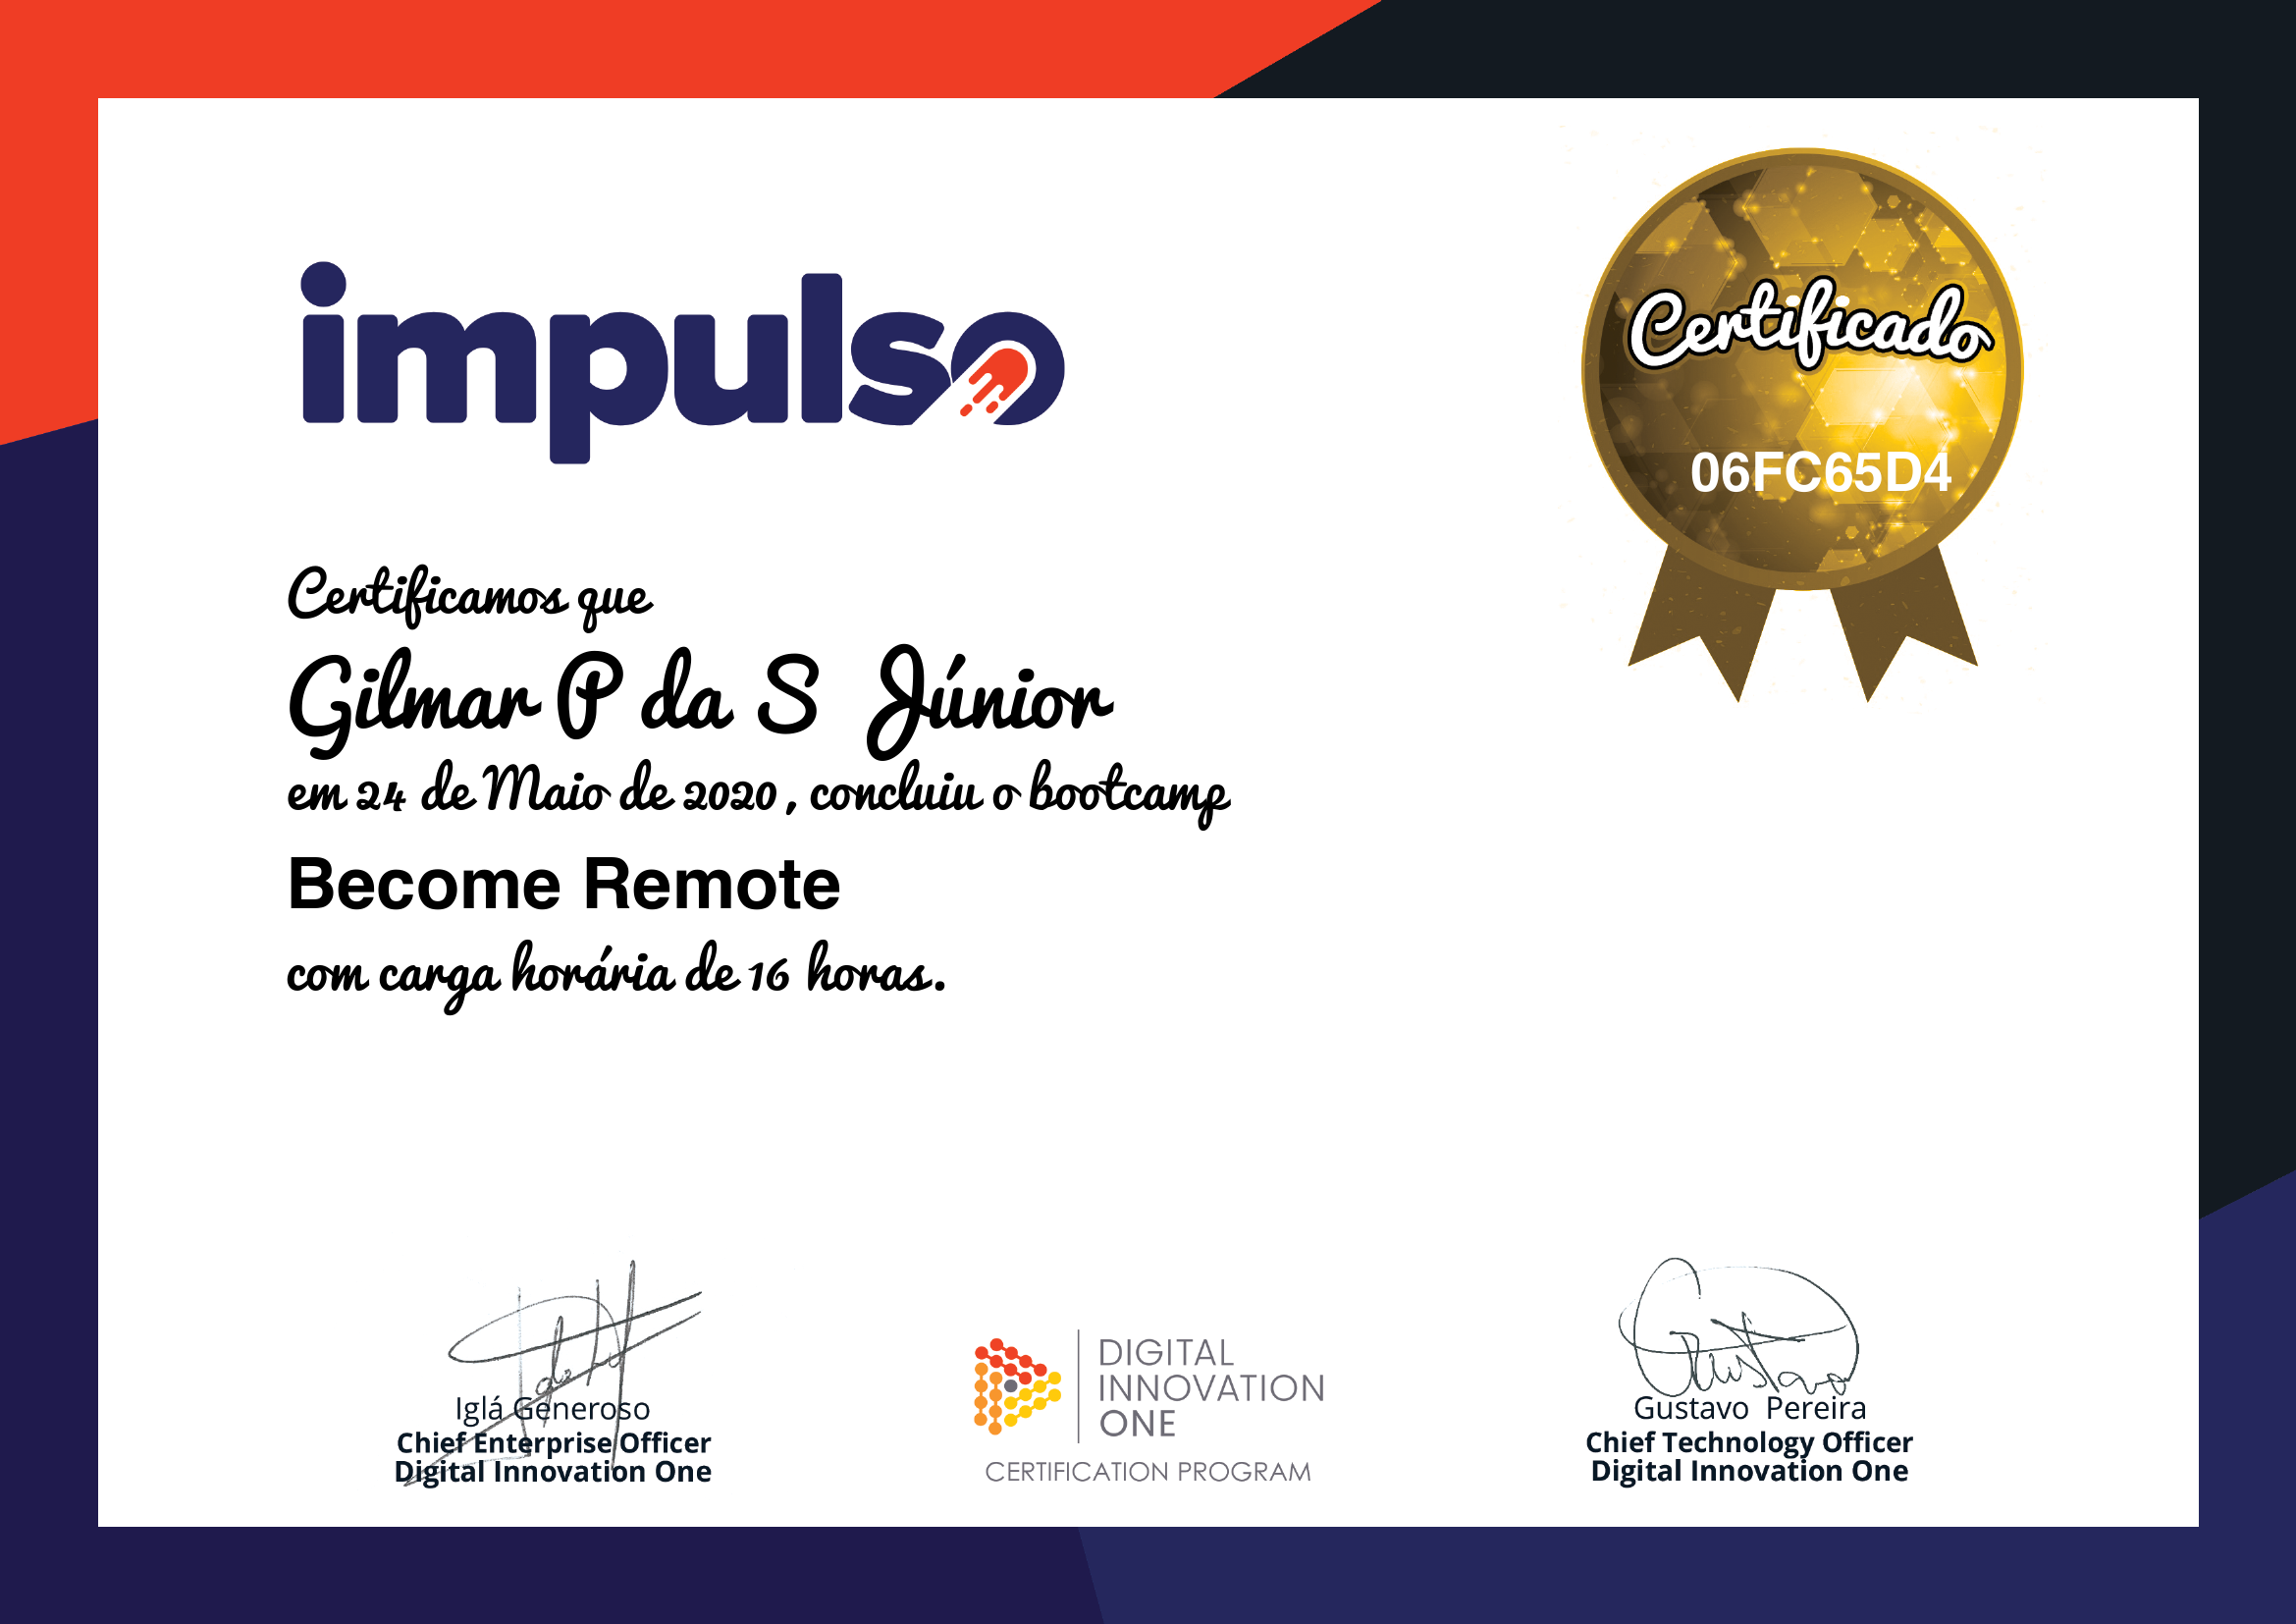 impulso
Certificado
06FC65D4
Certificamos que
Gilmar P da S Júnior
em 24 de Maio de 2020 , concluiu o bootcamp
Become Remote
com carga horária de 16 horas.
Iglá Generoso
Chief Enterprise Officer
Digital Innovation One
DIGITAL
INNOVATION
ONE
CERTIFICATION PROGRAM
Gustavo
Gustavo Pereira
Chief Technology Officer
Digital Innovation One